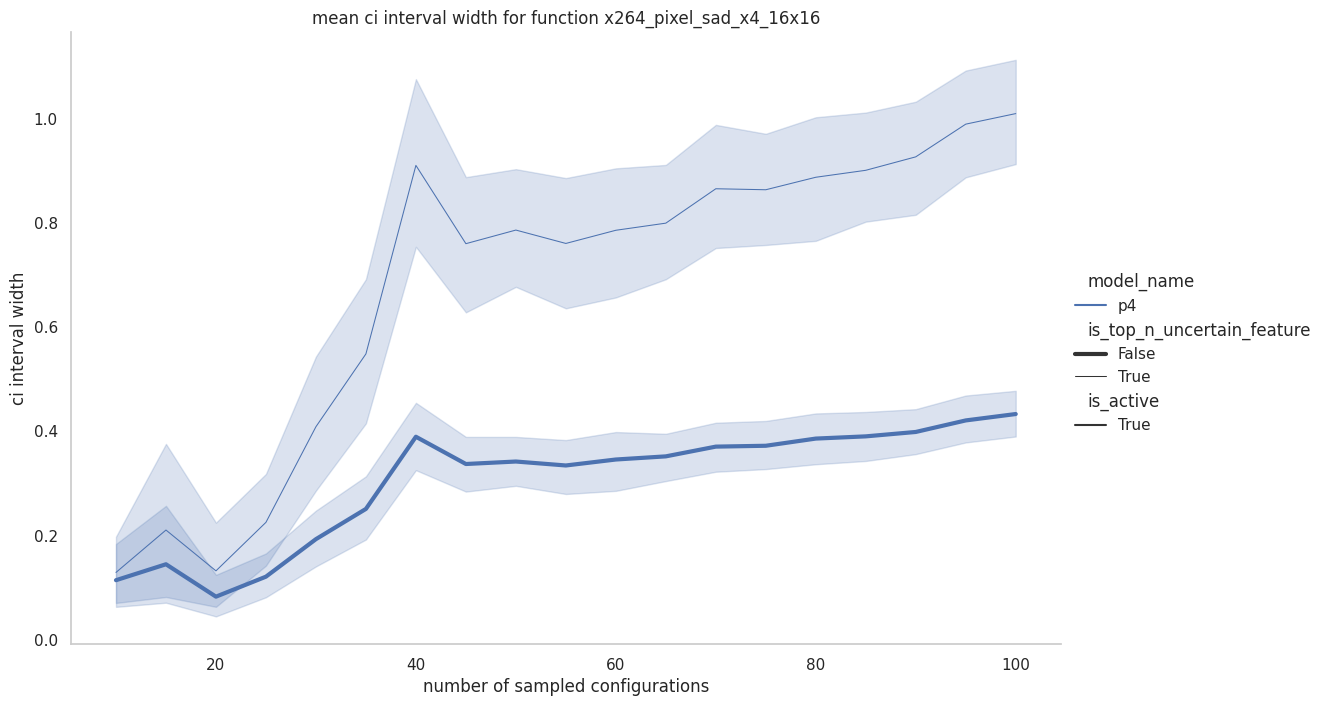 mean ci interval width for function x264_pixel_sad_x4_16x16
ci interval width
1.0
0.8
0.6
0.4
0.2
0.0
20
40
60
80
100
number of sampled configurations
model_name
p4
is_top_n_uncertain_feature
False
True
is_active
True